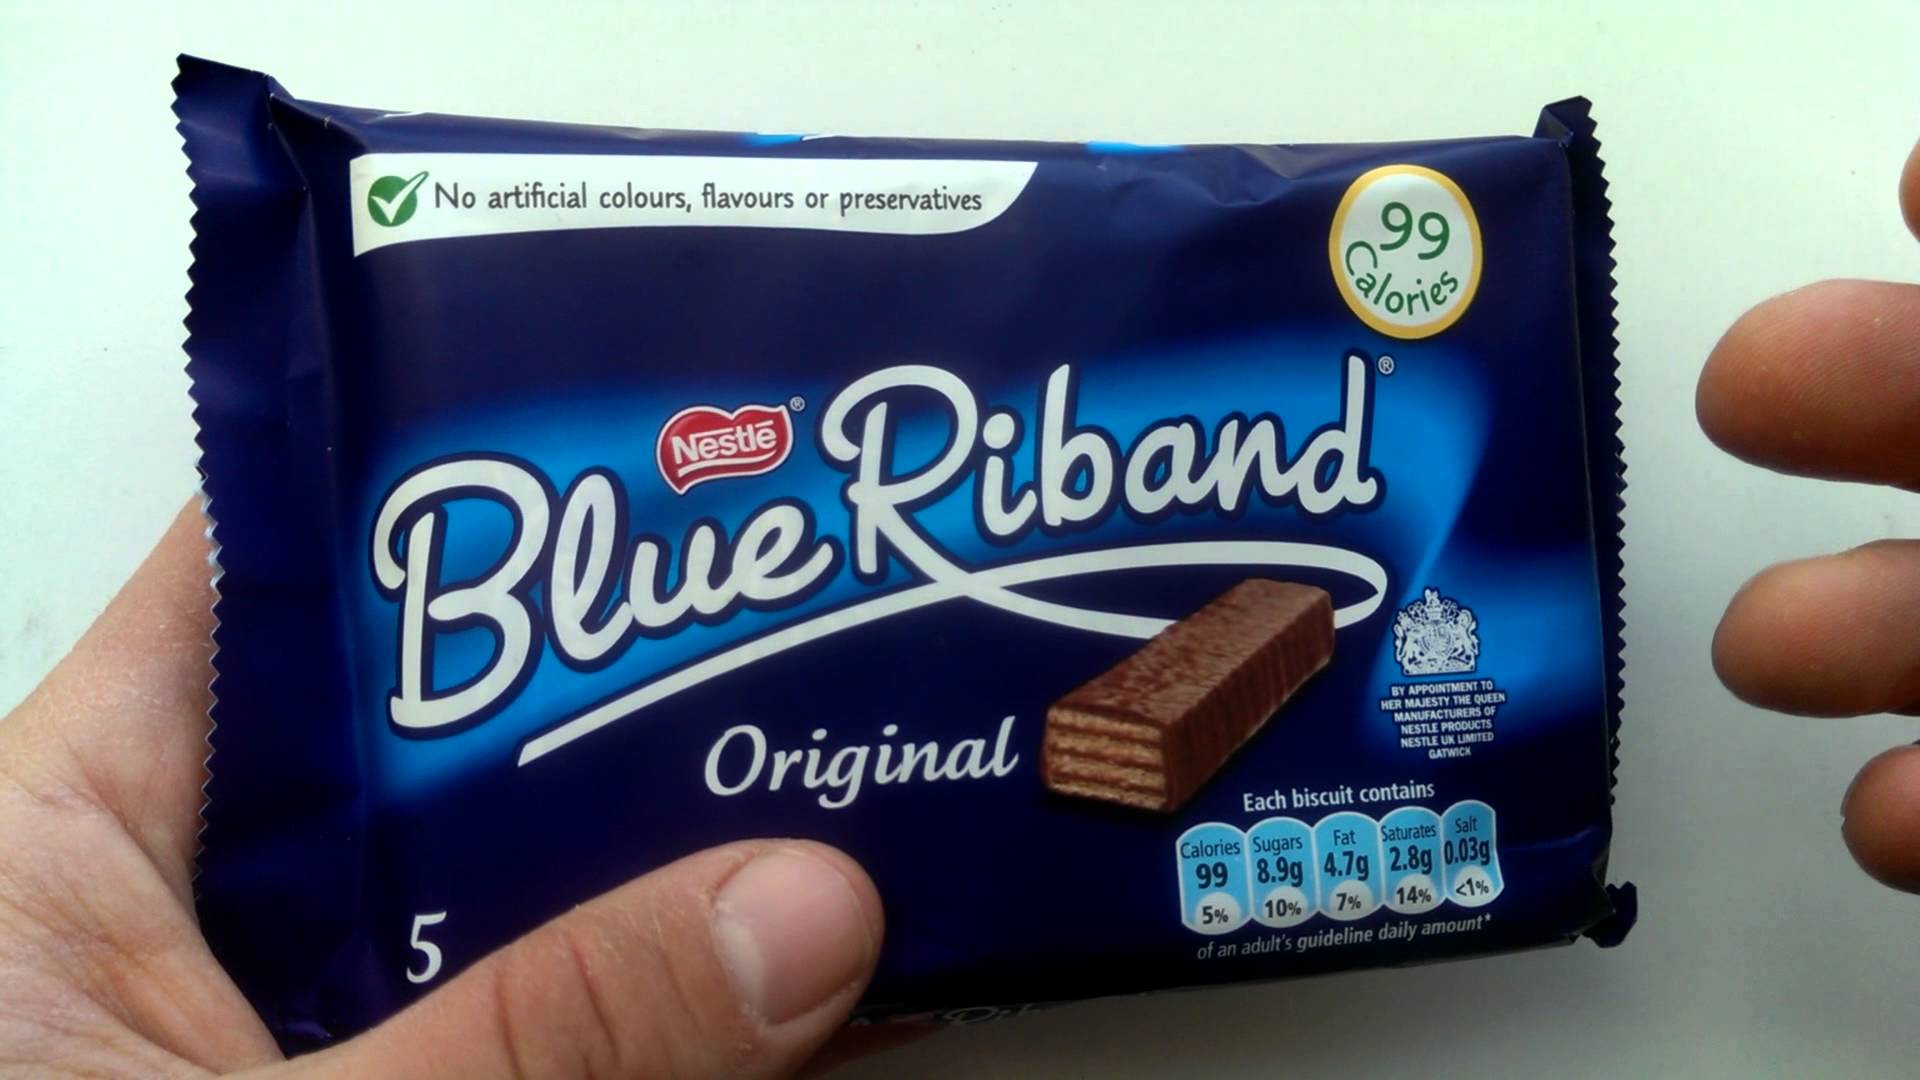 No artificial colours, flavours or preservatives
99
Calories
Nestlé
Blue Riband
Original
BY APPOINTMENT TO
HER MAJESTY THE QUEEN
MANUFACTURERS OF
NESTLE PRODUCTS
NESTLE UK LIMITED
GATWICK
Each biscuit contains
Calories Sugars Fat Saturates Salt
99 8.9g 4.7g 2.8g 0.03g
5% 10% 7% 14% <1%
of an adult's guideline daily amount*
5